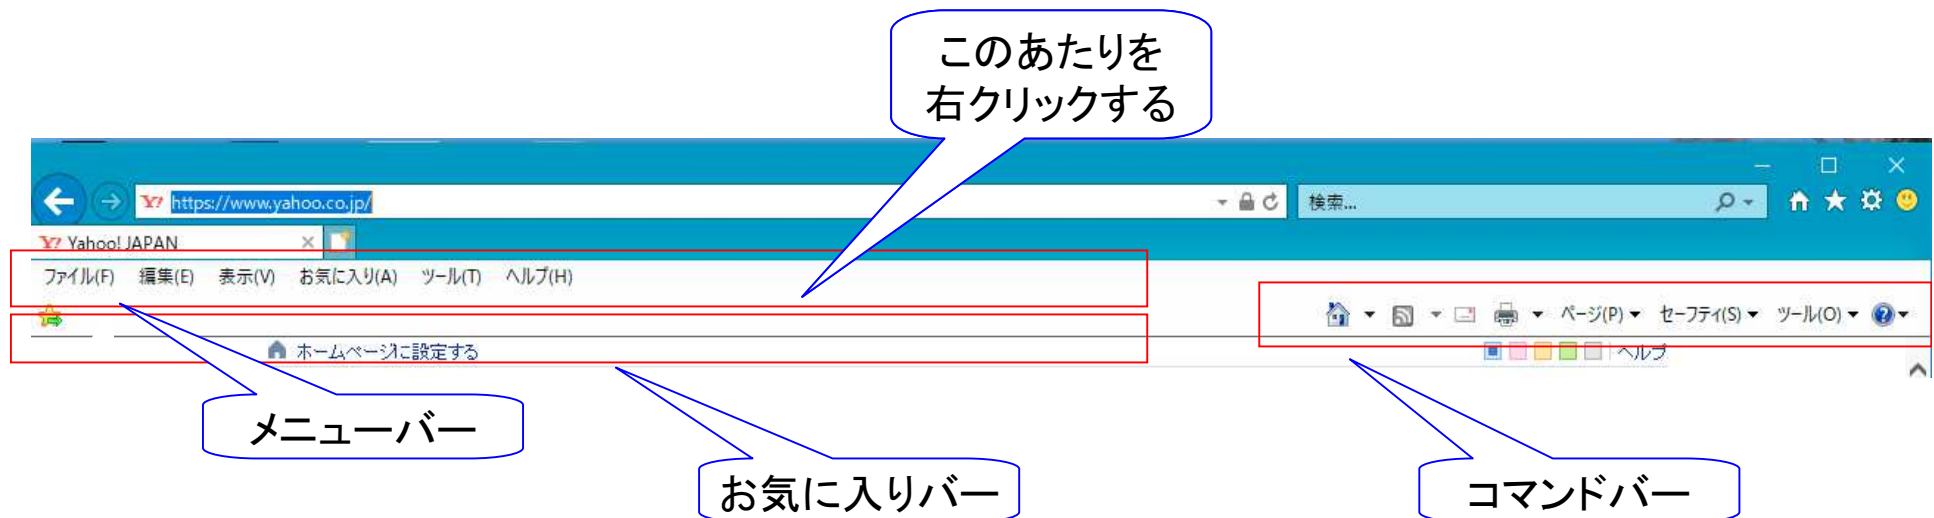 このあたりを
右クリックする
https://www.yahoo.co.jp/
検索...
Yahoo! JAPAN
ファイル(F) 編集(E) 表示(V) お気に入り(A) ツール(T) ヘルプ(H)
ページ(P) セーフティ(S) ツール(O)
ホームページに設定する
ヘルプ
メニューバー
お気に入りバー
コマンドバー